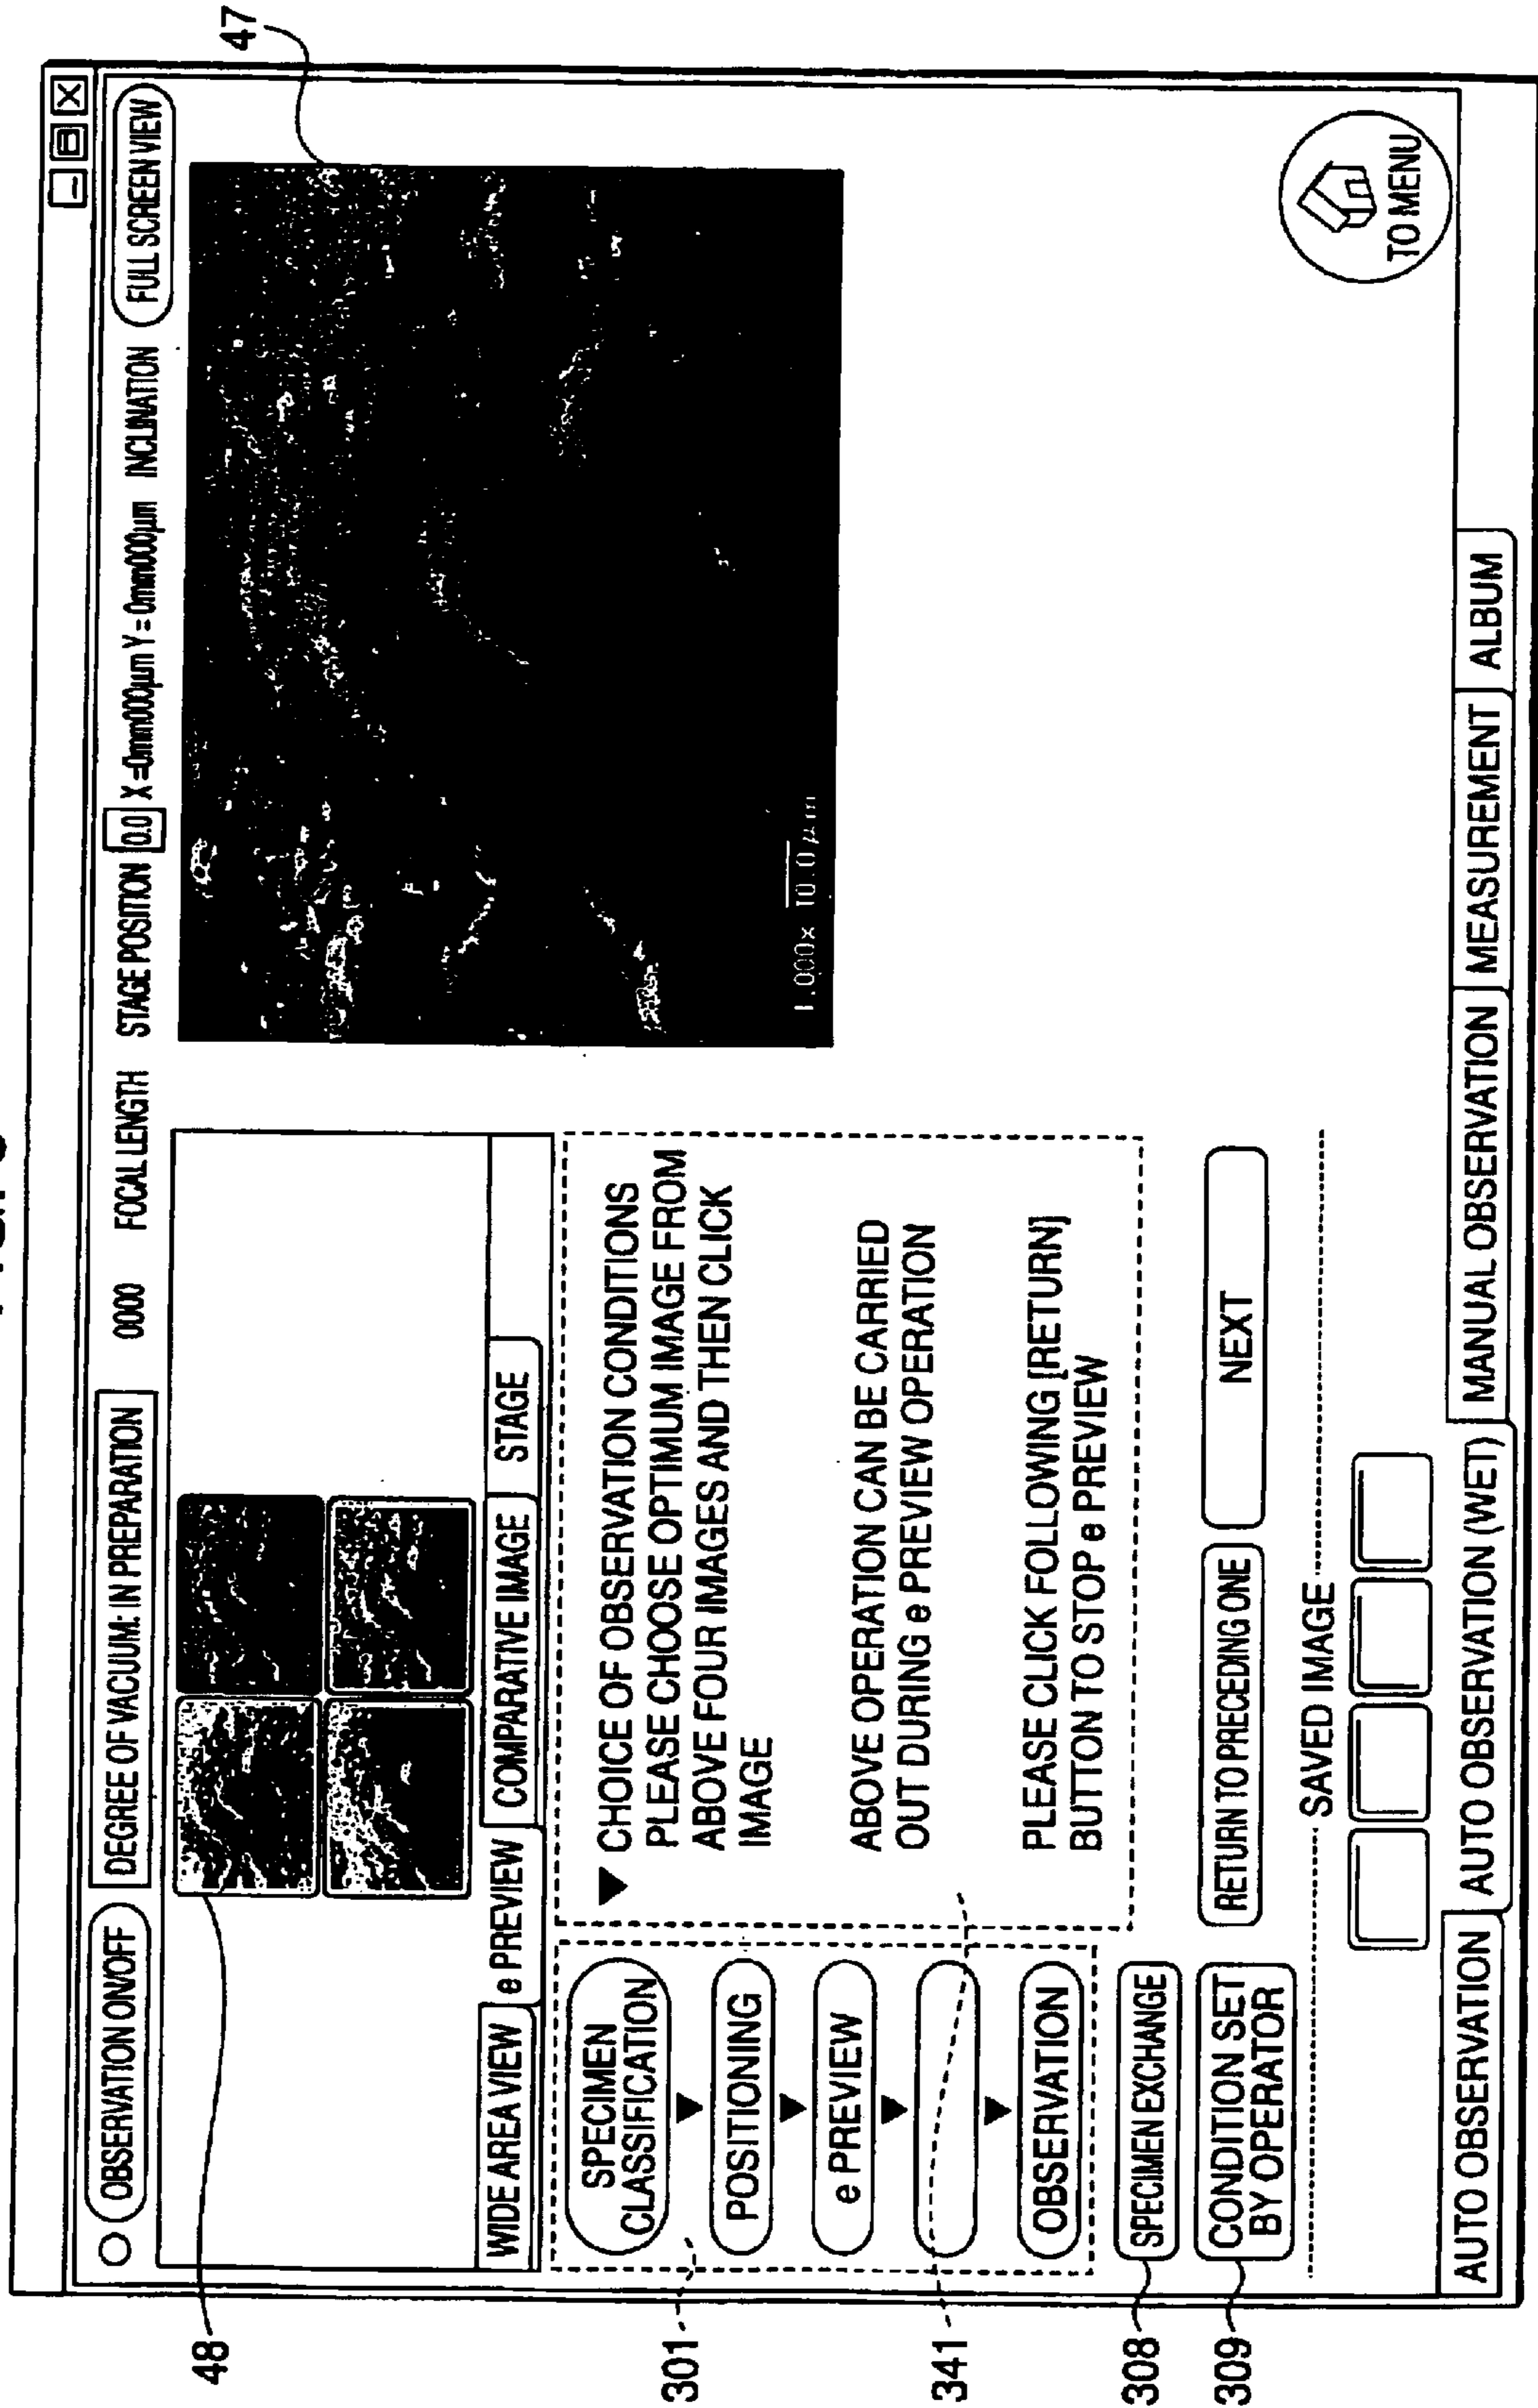 47
OBSERVATION ON/OFF
DEGREE OF VACUUM: IN PREPARATION
0000
FOCAL LENGTH
STAGE POSITION
0.0
X =0mm000µm Y = 0mm000µm
INCLINATION
FULL SCREEN VIEW
48
WIDE AREA VIEW
e PREVIEW
COMPARATIVE IMAGE
STAGE
1.000x 10.0 µm
301
SPECIMEN
CLASSIFICATION
POSITIONING
e PREVIEW
OBSERVATION
▼ CHOICE OF OBSERVATION CONDITIONS
PLEASE CHOOSE OPTIMUM IMAGE FROM
ABOVE FOUR IMAGES AND THEN CLICK
IMAGE
ABOVE OPERATION CAN BE CARRIED
OUT DURING e PREVIEW OPERATION
PLEASE CLICK FOLLOWING [RETURN]
BUTTON TO STOP e PREVIEW
341
308
SPECIMEN EXCHANGE
309
CONDITION SET
BY OPERATOR
RETURN TO PRECEDING ONE
NEXT
SAVED IMAGE
TO MENU
AUTO OBSERVATION
AUTO OBSERVATION (WET)
MANUAL OBSERVATION
MEASUREMENT
ALBUM